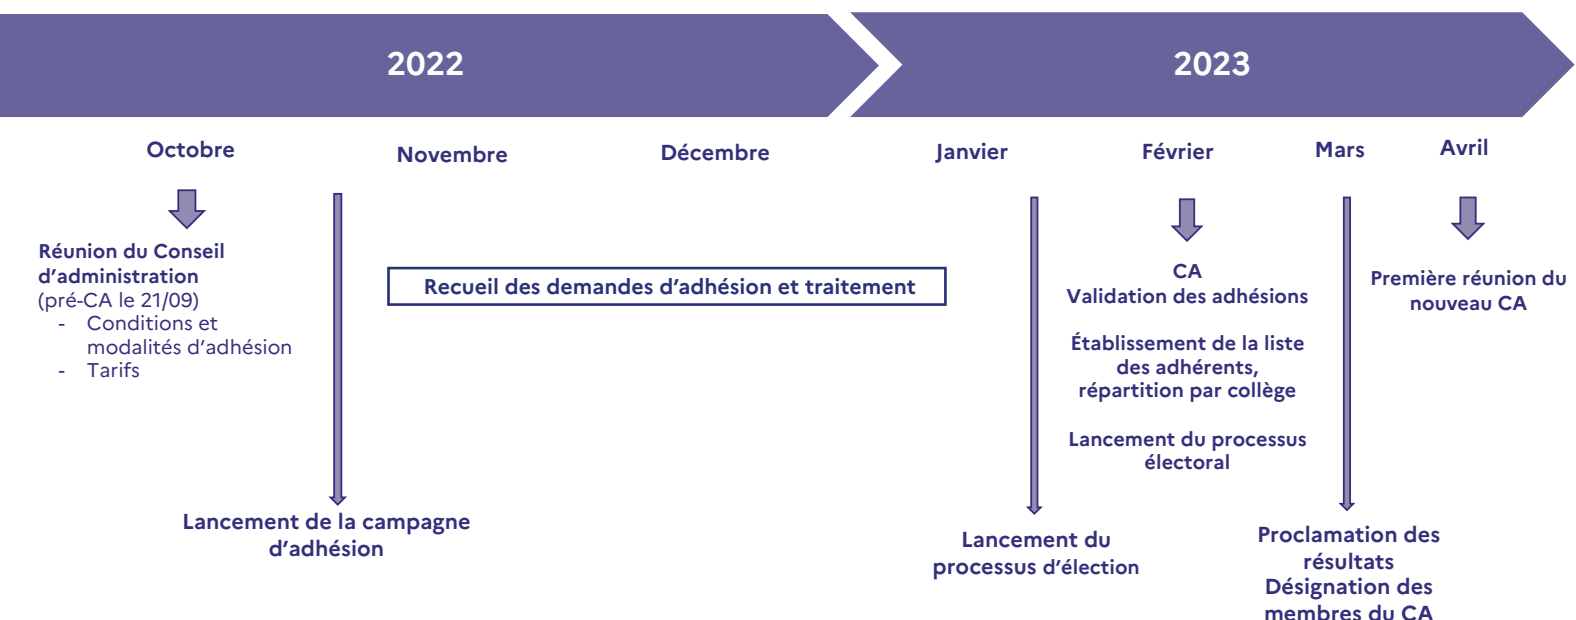 2022
2023
Octobre
Novembre
Décembre
Janvier
Février
Mars
Avril
Réunion du Conseil
d'administration
(pré-CA le 21/09)
- Conditions et
modalités d'adhésion
- Tarifs
Lancement de la campagne
d'adhésion
Recueil des demandes d'adhésion et traitement
Lancement du
processus d'élection
CA
Validation des adhésions
Établissement de la liste
des adhérents,
répartition par collège
Lancement du processus
électoral
Proclamation des
résultats
Désignation des
membres du CA
Première réunion du
nouveau CA